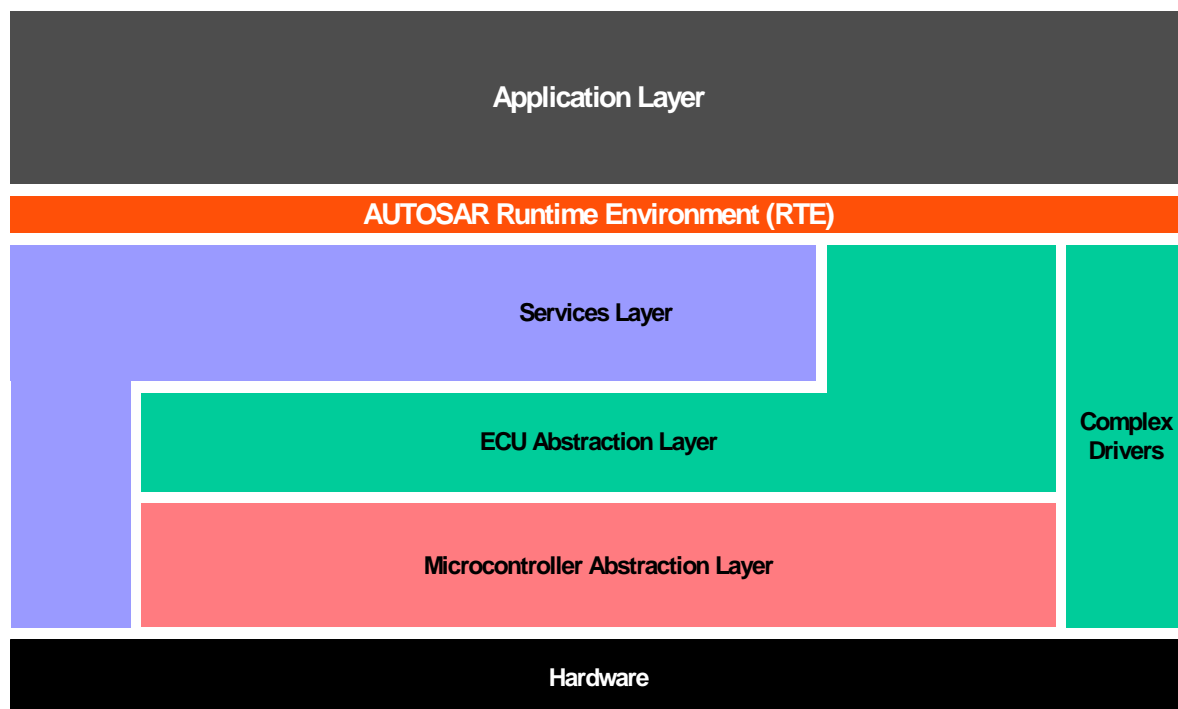 Application Layer
AUTOSAR Runtime Environment (RTE)
Services Layer
ECU Abstraction Layer
Complex
Drivers
Microcontroller Abstraction Layer
Hardware